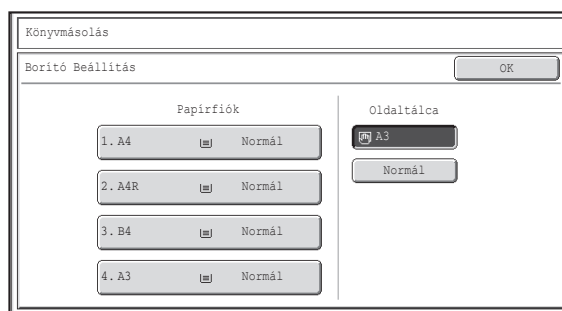 Könyvmásolás
Borító Beállítás
OK
Papírfiók
1. A4 Normál
2. A4R Normál
3. B4 Normál
4. A3 Normál
Oldaltálca
A3
Normál